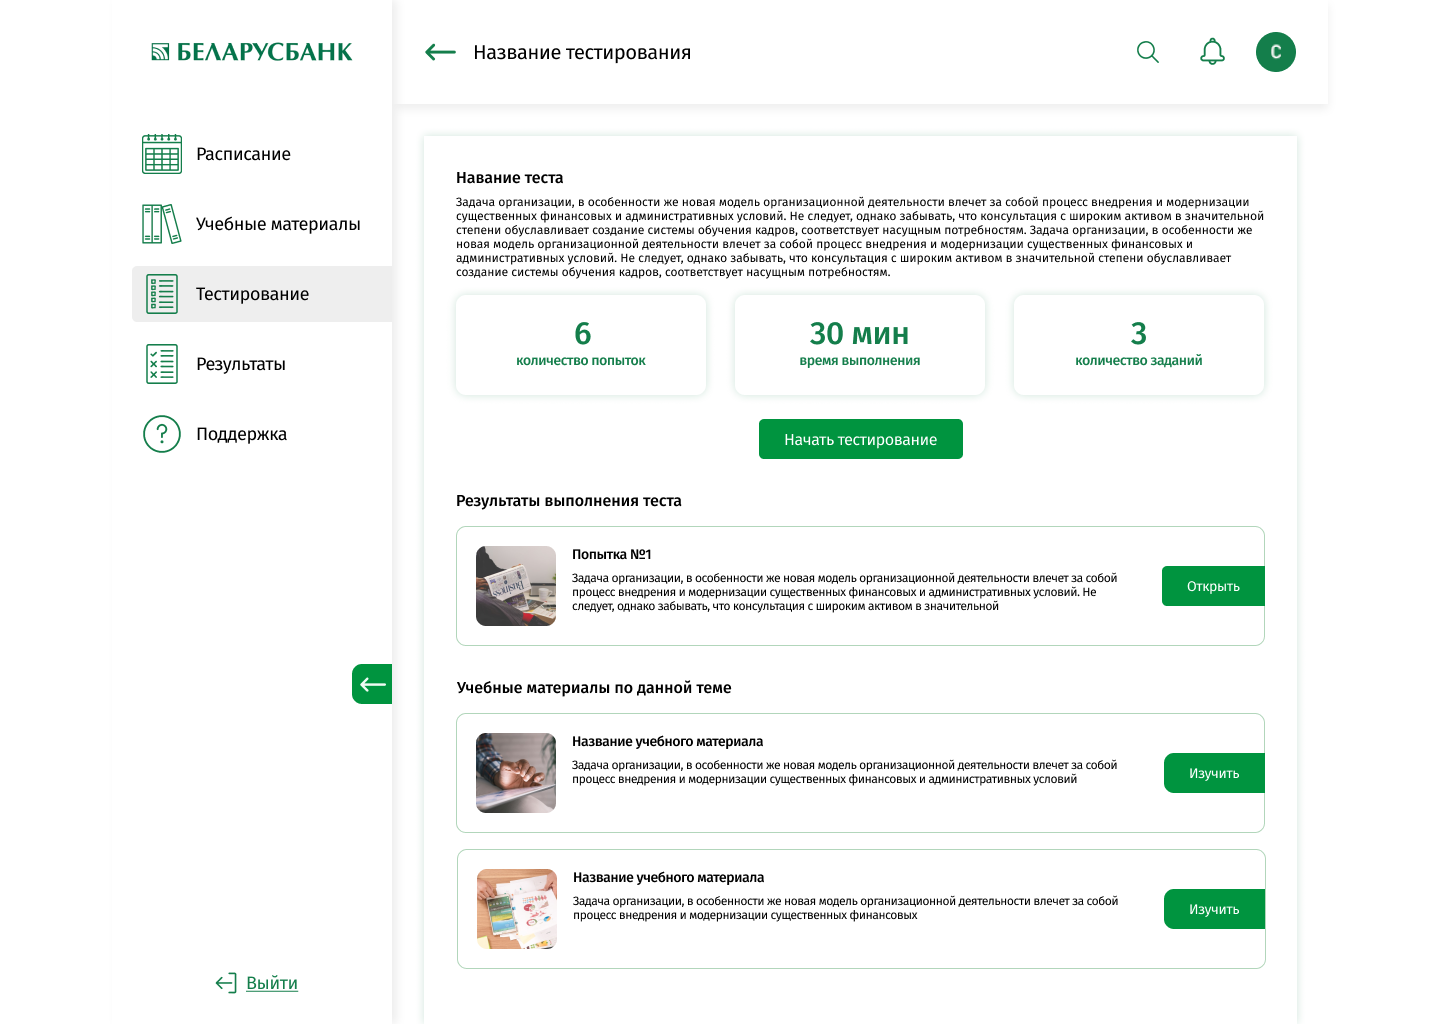 БЕЛАРУСБАНК
Расписание
Учебные материалы
Тестирование
Результаты
Поддержка
Выйти
Название тестирования
С
Навание теста
Задача организации, в особенности же новая модель организационной деятельности влечет за собой процесс внедрения и модернизации
существенных финансовых и административных условий. Не следует, однако забывать, что консультация с широким активом в значительной
степени обуславливает создание системы обучения кадров, соответствует насущным потребностям. Задача организации, в особенности же
новая модель организационной деятельности влечет за собой процесс внедрения и модернизации существенных финансовых и
административных условий. Не следует, однако забывать, что консультация с широким активом в значительной степени обуславливает
создание системы обучения кадров, соответствует насущным потребностям.
6
количество попыток
30 мин
время выполнения
3
количество заданий
Начать тестирование
Результаты выполнения теста
Попытка №1
Задача организации, в особенности же новая модель организационной деятельности влечет за собой
процесс внедрения и модернизации существенных финансовых и административных условий. Не
следует, однако забывать, что консультация с широким активом в значительной
Открыть
Учебные материалы по данной теме
Название учебного материала
Задача организации, в особенности же новая модель организационной деятельности влечет за собой
процесс внедрения и модернизации существенных финансовых и административных условий
Изучить
Название учебного материала
Задача организации, в особенности же новая модель организационной деятельности влечет за собой
процесс внедрения и модернизации существенных финансовых
Изучить